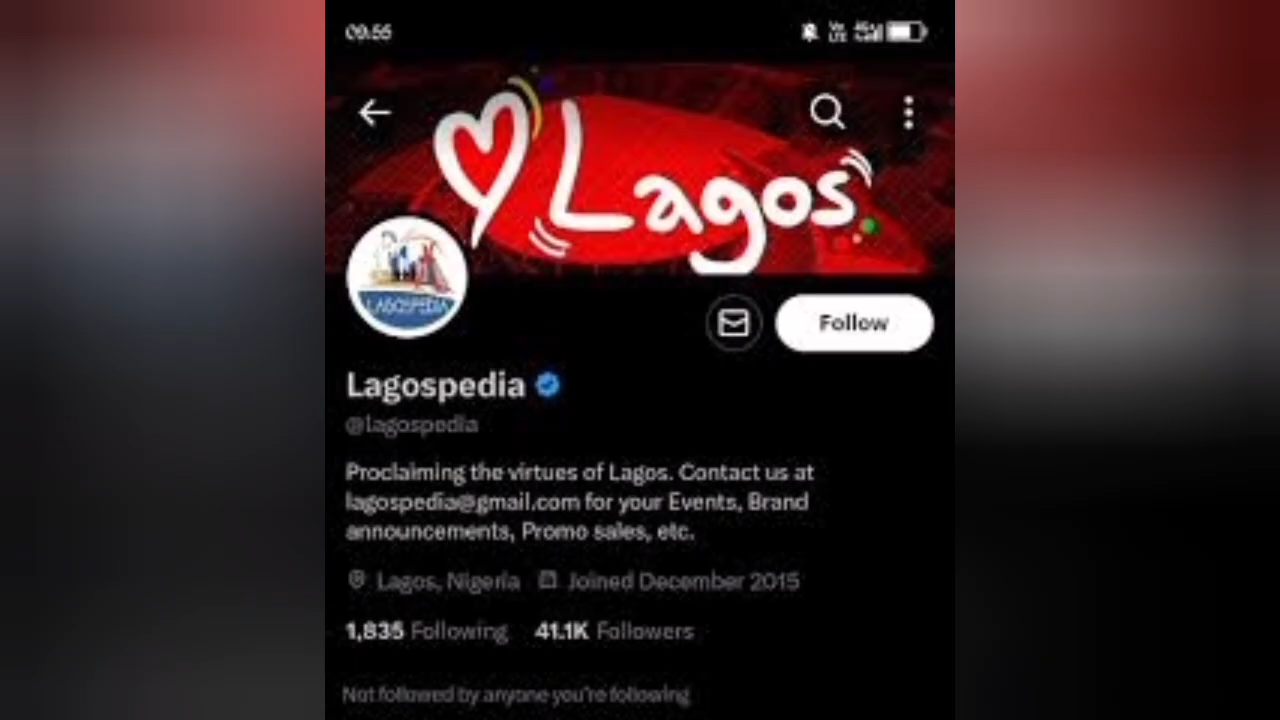 09:55
Lagos
LAGOSPEDIA
Follow
Lagospedia
@lagospedia
Proclaiming the virtues of Lagos. Contact us at
lagospedia@gmail.com for your Events, Brand
announcements, Promo sales, etc.
Lagos, Nigeria Joined December 2015
1,835 Following 41.1K Followers
Not followed by anyone you're following